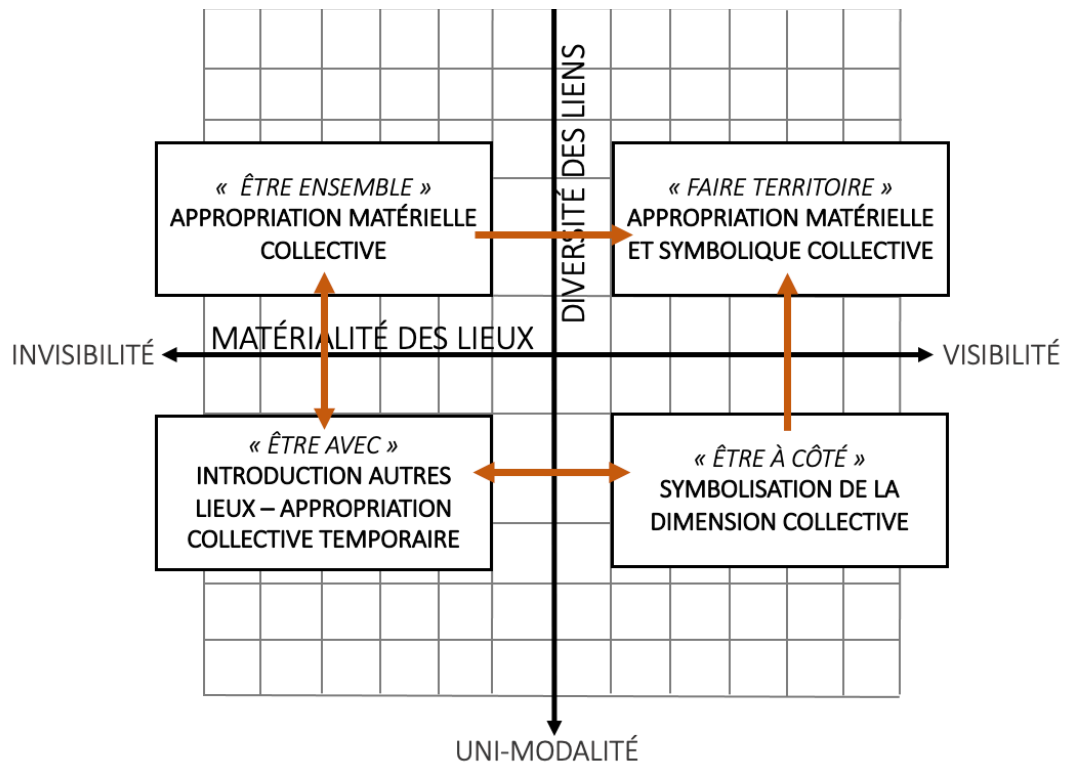 DIVERSITÉ DES LIENS
« ÊTRE ENSEMBLE »
APPROPRIATION MATÉRIELLE
COLLECTIVE
« FAIRE TERRITOIRE »
APPROPRIATION MATÉRIELLE
ET SYMBOLIQUE COLLECTIVE
MATÉRIALITÉ DES LIEUX
INVISIBILITÉ
VISIBILITÉ
« ÊTRE AVEC »
INTRODUCTION AUTRES
LIEUX – APPROPRIATION
COLLECTIVE TEMPORAIRE
« ÊTRE À CÔTÉ »
SYMBOLISATION DE LA
DIMENSION COLLECTIVE
UNI-MODALITÉ